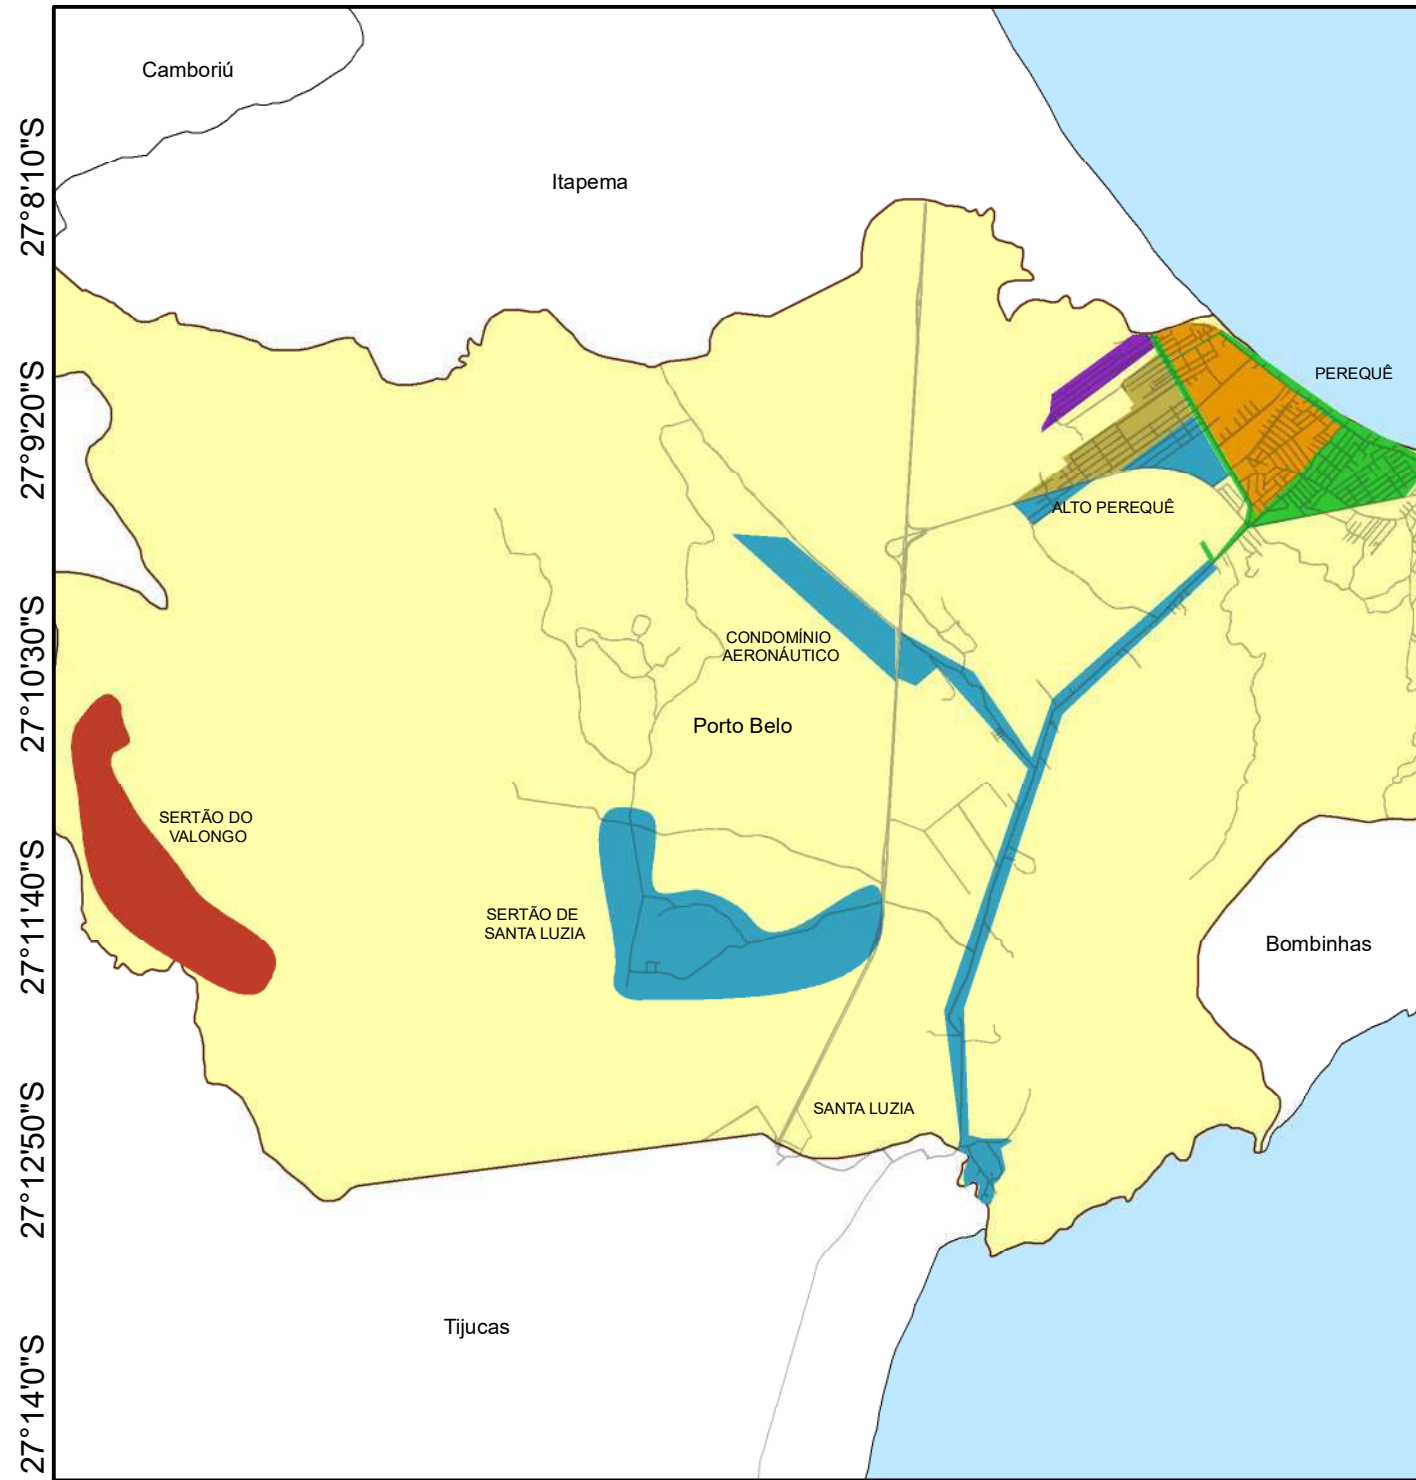 Camboriú
27°8'10"S
Itapema
27°9'20"S
PEREQUÊ
ALTO PEREQUÊ
27°10'30"S
CONDOMÍNIO
AERONÁUTICO
Porto Belo
SERTÃO DO
VALONGO
27°11'40"S
SERTÃO DE
SANTA LUZIA
Bombinhas
27°12'50"S
SANTA LUZIA
Tijucas
27°14'0"S